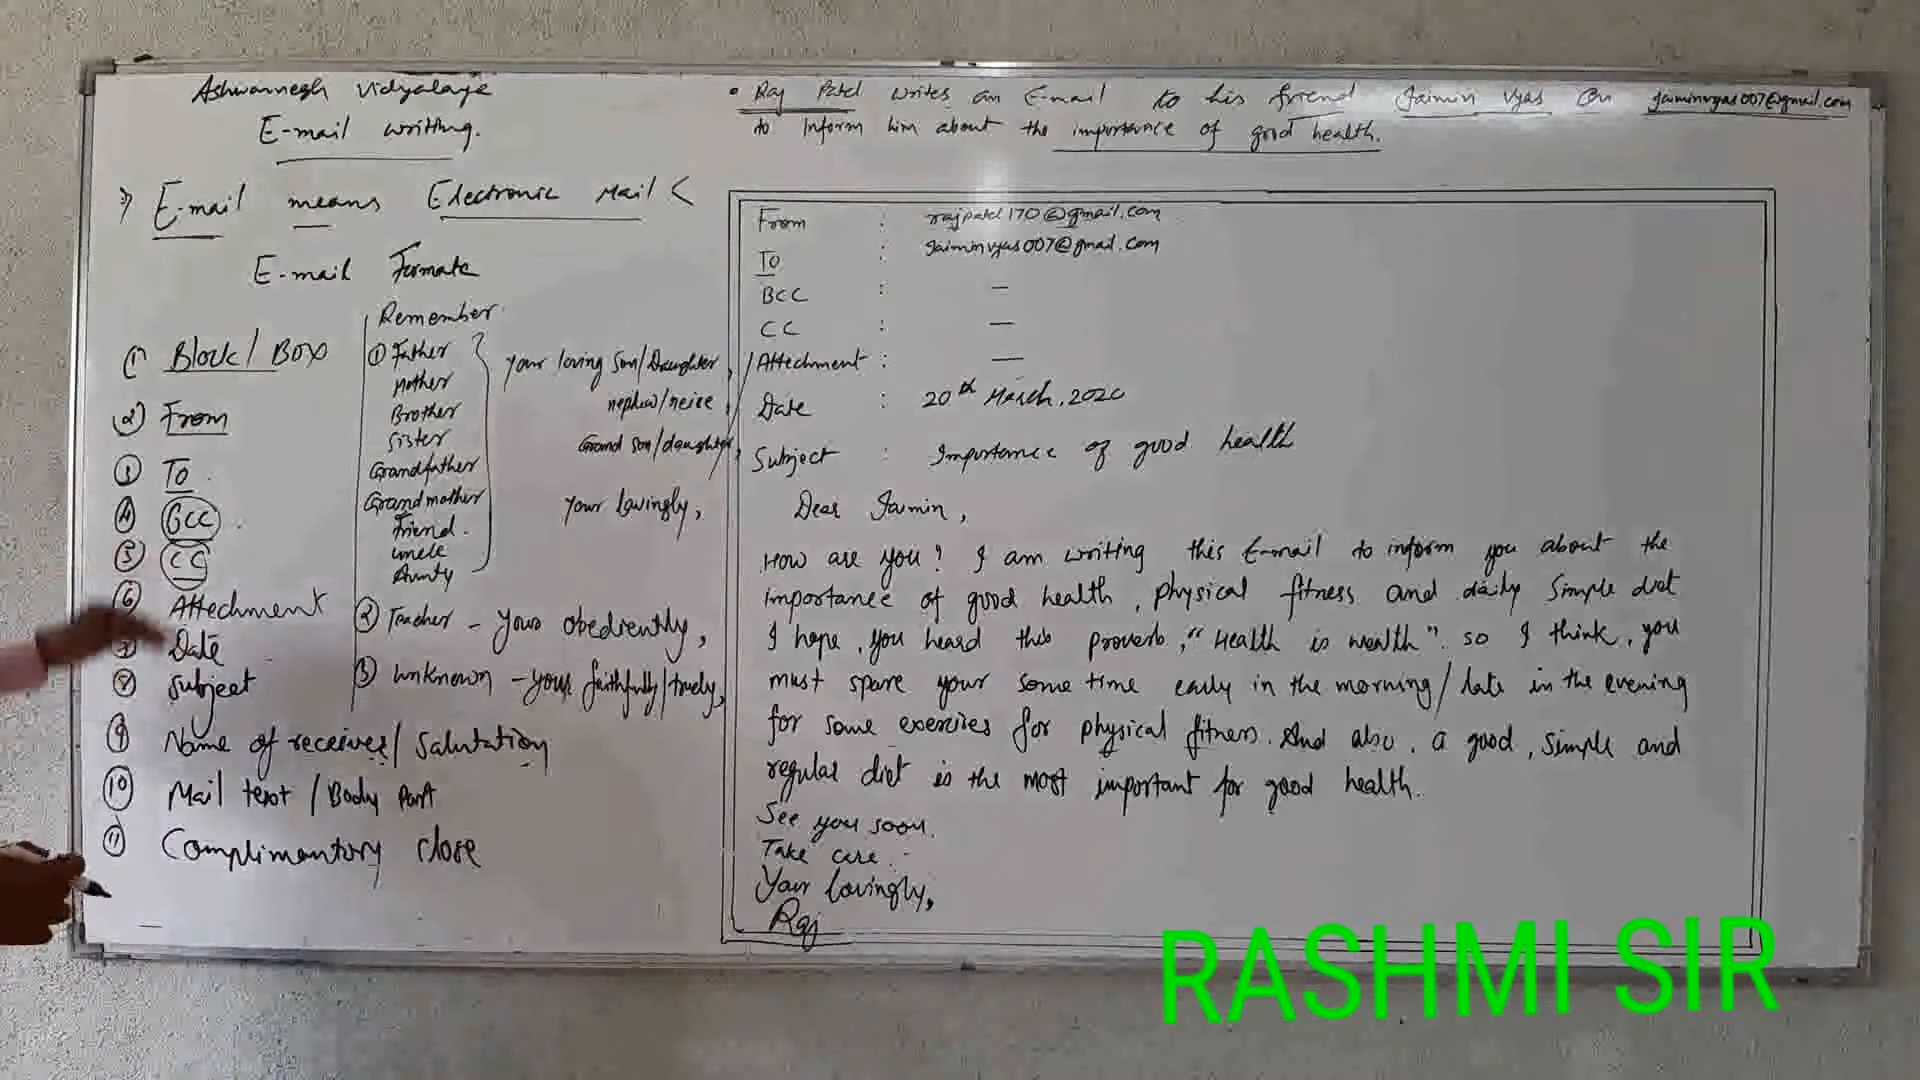 Ashwamegh Vidyalaya
E-mail writting.
E-mail means Electronic Mail <
E-mail Formate
① Block / Box
② From
③ To
④ BCC
⑤ CC
⑥ Attechment
Date
⑧ Subject
⑨ Name of receiver / Salutation
⑩ Mail text / Body Part
⑪ Complimentory close
Remember
① Father
Mother
Brother
Sister
Grandfather
Grandmother
Friend.
Uncle
Aunty
Your loving Son/Daughter,
nephew/neice,
Grand son/daughter,
Your lovingly,
② Teacher - Your obediently,
③ Unknown - your faithfully/truely,
• Raj Patel writes an E-mail to his friend Jaimin Vyas on jaiminvyas007@gmail.com
to inform him about the importance of good health.
From : rajpatel170@gmail.com
To : jaiminvyas007@gmail.com
BCC : —
CC : —
Attechment : —
Date : 20th March, 2020
Subject : Importance of good health
Dear Jaimin,
How are you? I am writing this E-mail to inform you about the
importance of good health, physical fitness and daily simple diet
I hope, you heard this proverb, "Health is wealth". so I think, you
must spare your some time early in the morning/late in the evening
for some exercises for physical fitness. And also, a good, simple and
regular diet is the most important for good health.
See you soon.
Take care.
Your lovingly,
Raj
RASHMI SIR